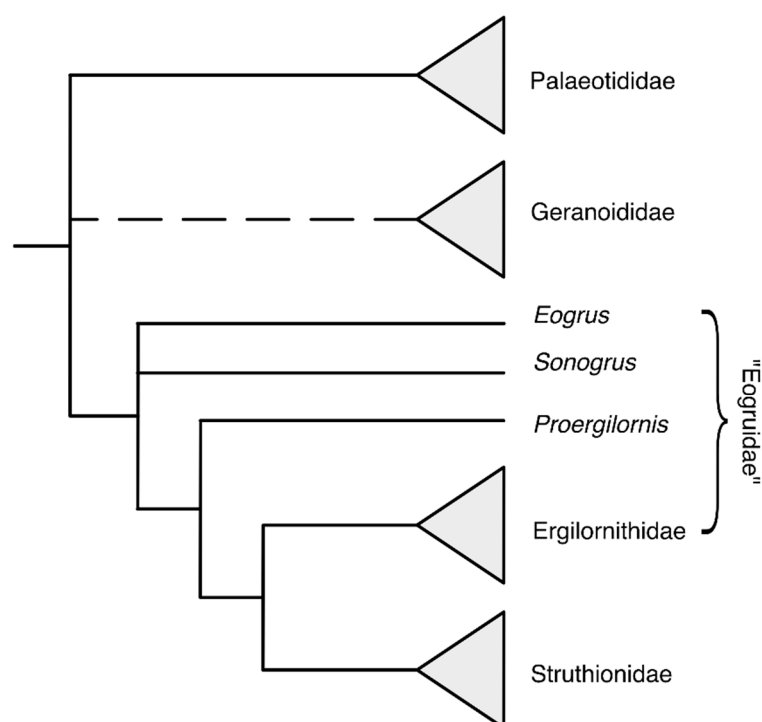 Palaeotididae
Geranoididae
Eogrus
Sonogrus
Proergilornis
Ergilornithidae
Struthionidae
"Eogruidae"